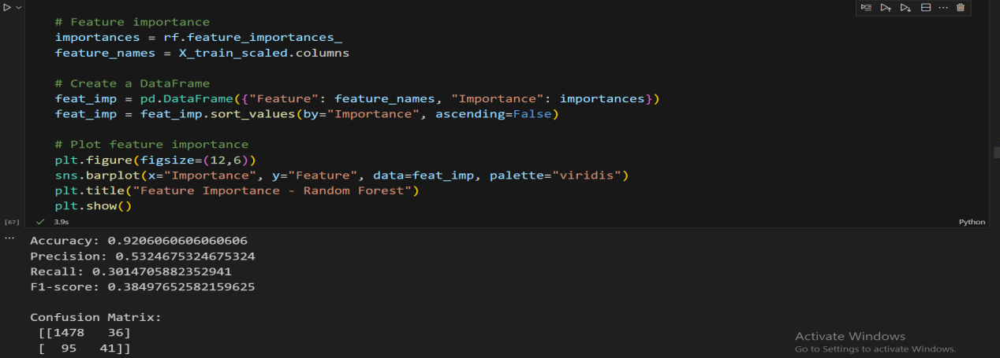 # Feature importance
importances = rf.feature_importances_
feature_names = X_train_scaled.columns
# Create a DataFrame
feat_imp = pd.DataFrame({"Feature": feature_names, "Importance": importances})
feat_imp = feat_imp.sort_values(by="Importance", ascending=False)
# Plot feature importance
plt.figure(figsize=(12,6))
sns.barplot(x="Importance", y="Feature", data=feat_imp, palette="viridis")
plt.title("Feature Importance - Random Forest")
plt.show()
[67] 3.9s Python
Accuracy: 0.9206060606060606
Precision: 0.5324675324675324
Recall: 0.3014705882352941
F1-score: 0.38497652582159625
Confusion Matrix:
[[1478 36]
[ 95 41]]
Activate Windows
Go to Settings to activate Windows.